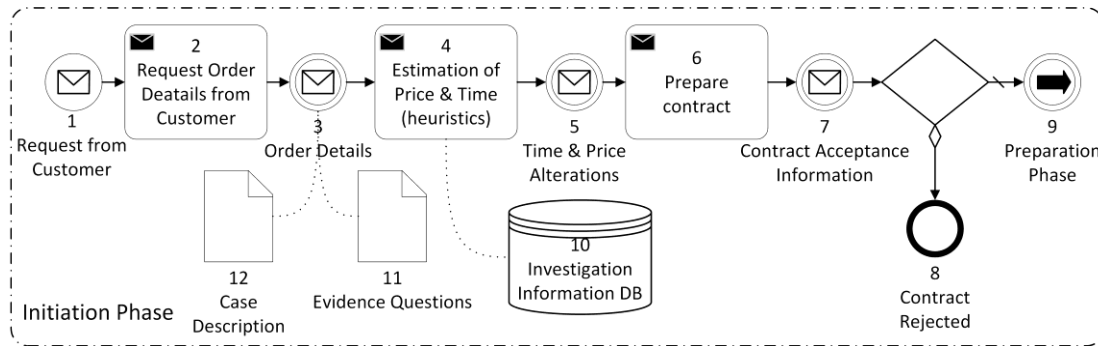 1
Request from
Customer
2
Request Order
Deatails from
Customer
3
Order Details
4
Estimation of
Price & Time
(heuristics)
5
Time & Price
Alterations
6
Prepare
contract
7
Contract Acceptance
Information
9
Preparation
Phase
8
Contract
Rejected
12
Case
Description
11
Evidence Questions
10
Investigation
Information DB
Initiation Phase